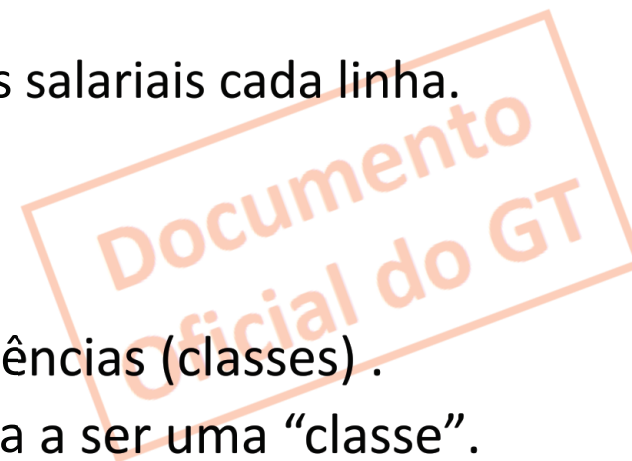 s salariais cada linha.
Documento
Oficial do GT
ências (classes) .
a a ser uma “classe”.